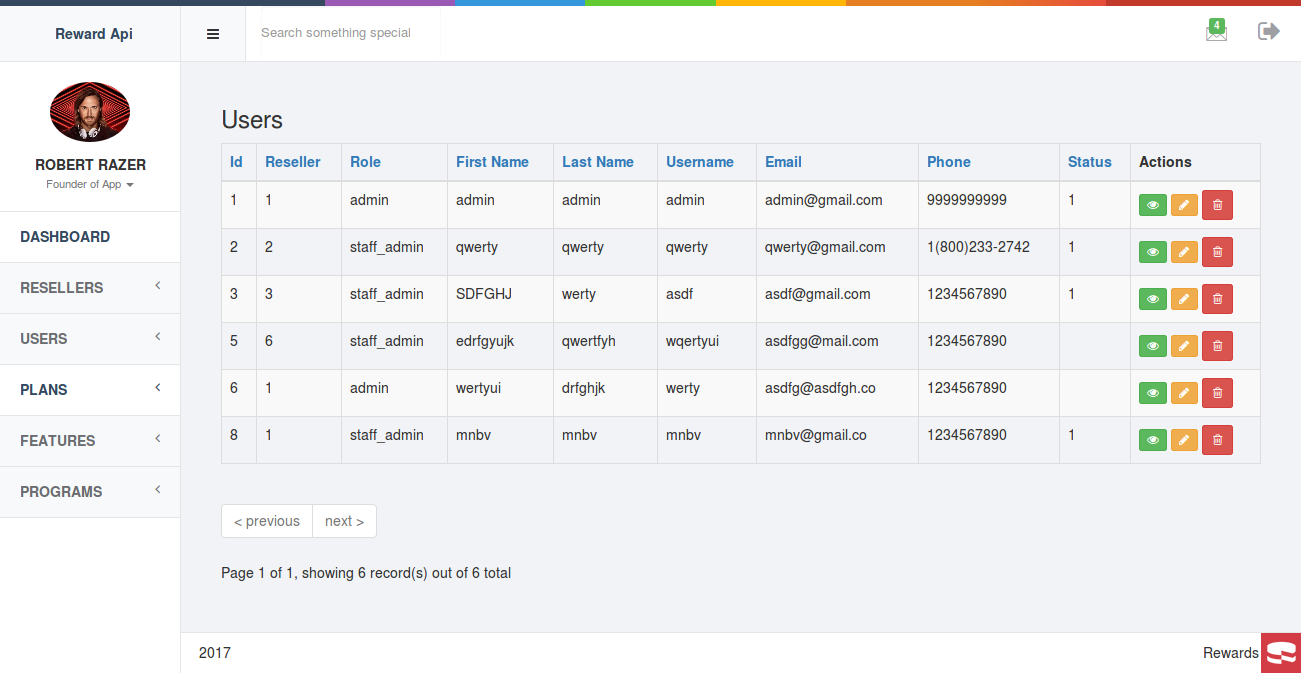 Reward Api
Search something special
4
ROBERT RAZER
Founder of App
DASHBOARD
RESELLERS
USERS
PLANS
FEATURES
PROGRAMS
Users
Id Reseller Role First Name Last Name Username Email Phone Status Actions
1 1 admin admin admin admin admin@gmail.com 9999999999 1
2 2 staff_admin qwerty qwerty qwerty qwerty@gmail.com 1(800)233-2742 1
3 3 staff_admin SDFGHJ werty asdf asdf@gmail.com 1234567890 1
5 6 staff_admin edrfgyujk qwertfyh wqertyui asdfgg@mail.com 1234567890
6 1 admin wertyui drfghjk werty asdfg@asdfgh.co 1234567890
8 1 staff_admin mnbv mnbv mnbv mnbv@gmail.co 1234567890 1
< previous next >
Page 1 of 1, showing 6 record(s) out of 6 total
2017 Rewards